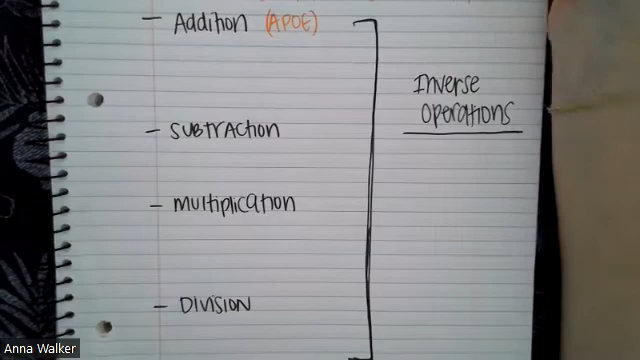 – Addition (APOE)
Inverse
operations
– Subtraction
– multiplication
– Division
Anna Walker